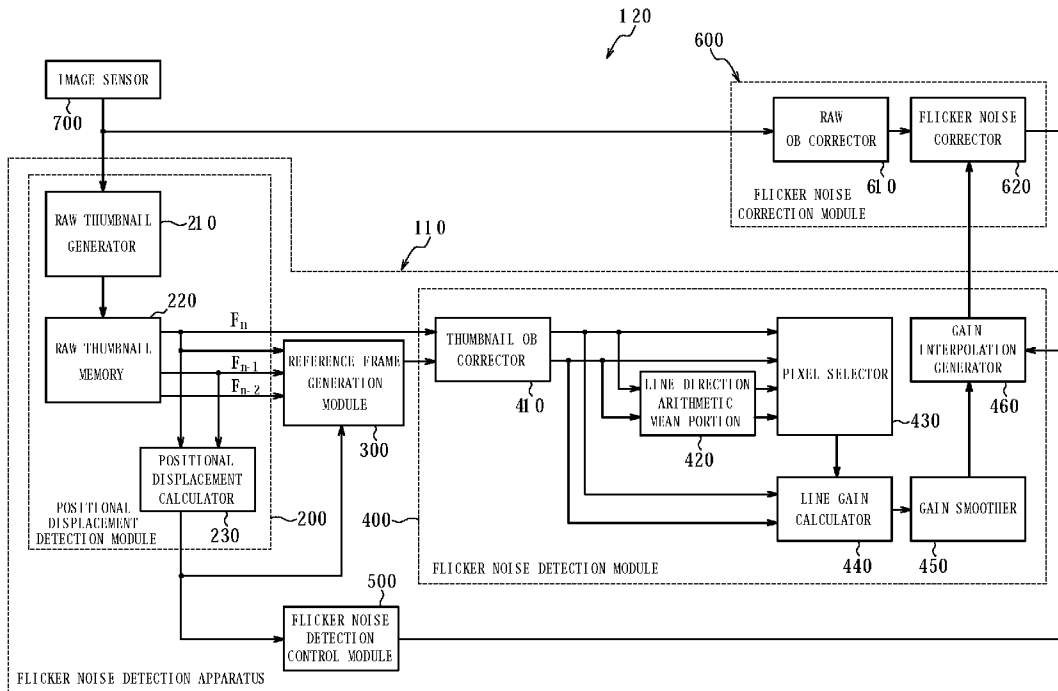 120
IMAGE SENSOR
700
600
RAW
OB CORRECTOR
610
FLICKER NOISE
CORRECTOR
620
FLICKER NOISE
CORRECTION MODULE
110
RAW THUMBNAIL
GENERATOR
210
RAW THUMBNAIL
MEMORY
220
Fn
Fn-1
Fn-2
REFERENCE FRAME
GENERATION
MODULE
300
POSITIONAL
DISPLACEMENT
CALCULATOR
230
POSITIONAL
DISPLACEMENT
DETECTION MODULE
200
THUMBNAIL OB
CORRECTOR
410
LINE DIRECTION
ARITHMETIC
MEAN PORTION
420
PIXEL SELECTOR
430
GAIN
INTERPOLATION
GENERATOR
460
400
LINE GAIN
CALCULATOR
440
GAIN SMOOTHER
450
FLICKER NOISE DETECTION MODULE
500
FLICKER NOISE
DETECTION
CONTROL MODULE
FLICKER NOISE DETECTION APPARATUS